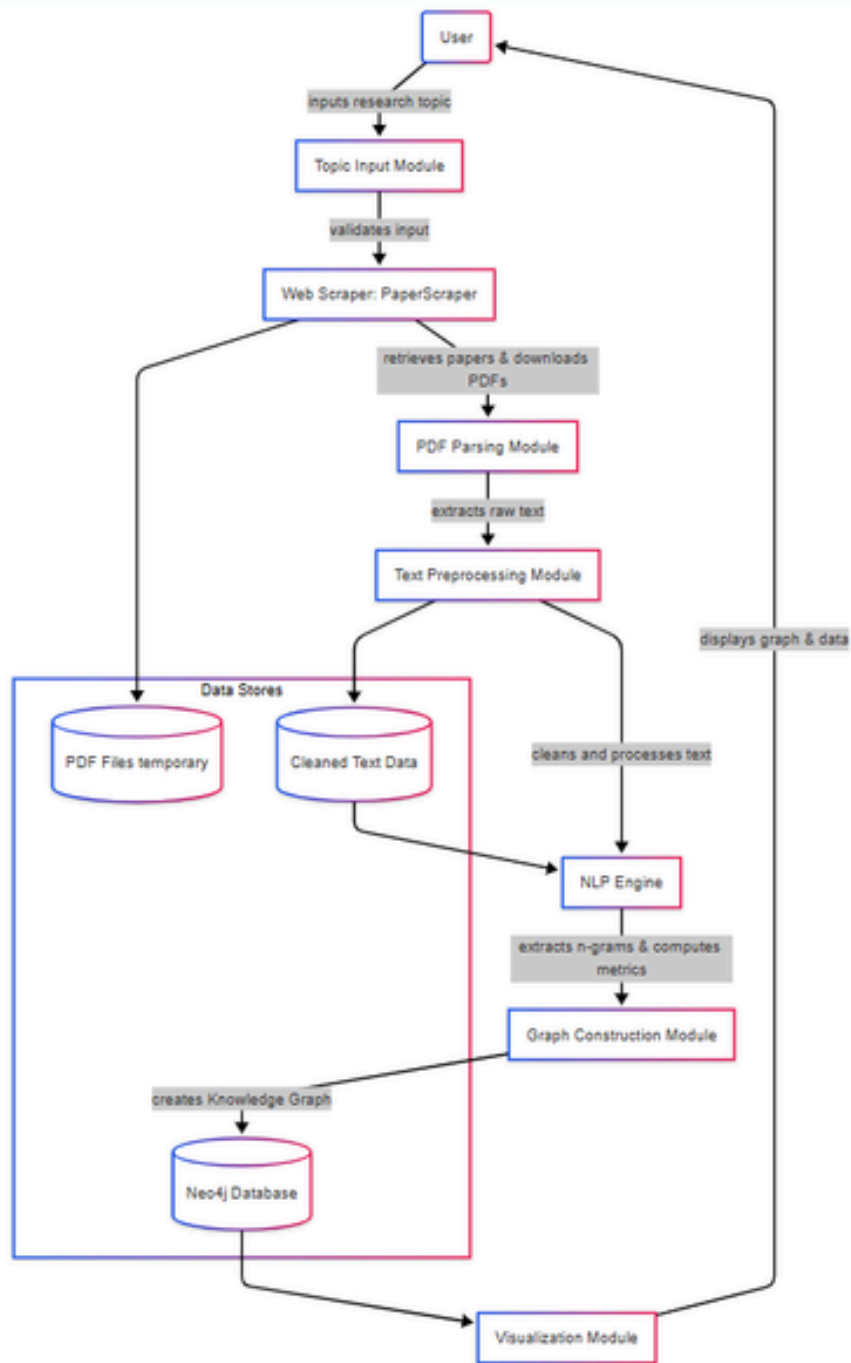 User
inputs research topic
Topic Input Module
validates input
Web Scraper: PaperScraper
retrieves papers & downloads
PDFs
PDF Parsing Module
extracts raw text
Text Preprocessing Module
displays graph & data
Data Stores
PDF Files temporary
Cleaned Text Data
cleans and processes text
NLP Engine
extracts n-grams & computes
metrics
Graph Construction Module
creates Knowledge Graph
Neo4j Database
Visualization Module